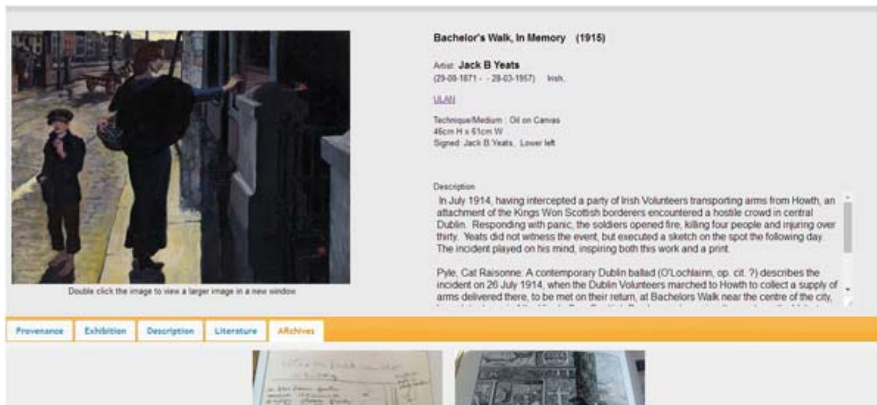 Bachelor's Walk, In Memory (1915)
Artist: Jack B Yeats
(29-08-1871 - - 28-03-1957) Irish,
ULAN
Technique/Medium : Oil on Canvas
46cm H x 61cm W
Signed: Jack B.Yeats, Lower left
Description
In July 1914, having intercepted a party of Irish Volunteers transporting arms from Howth, an
attachment of the Kings Won Scottish borderers encountered a hostile crowd in central
Dublin. Responding with panic, the soldiers opened fire, killing four people and injuring over
thirty. Yeats did not witness the event, but executed a sketch on the spot the following day.
The incident played on his mind, inspiring both this work and a print.
Pyle, Cat Raisonne: A contemporary Dublin ballad (O'Lochlainn, op. cit. ?) describes the
incident on 26 July 1914, when the Dublin Volunteers marched to Howth to collect a supply of
arms delivered there, to be met on their return, at Bachelors Walk near the centre of the city,
Double click the image to view a larger image in a new window
Provenance Exhibition Description Literature ARchives